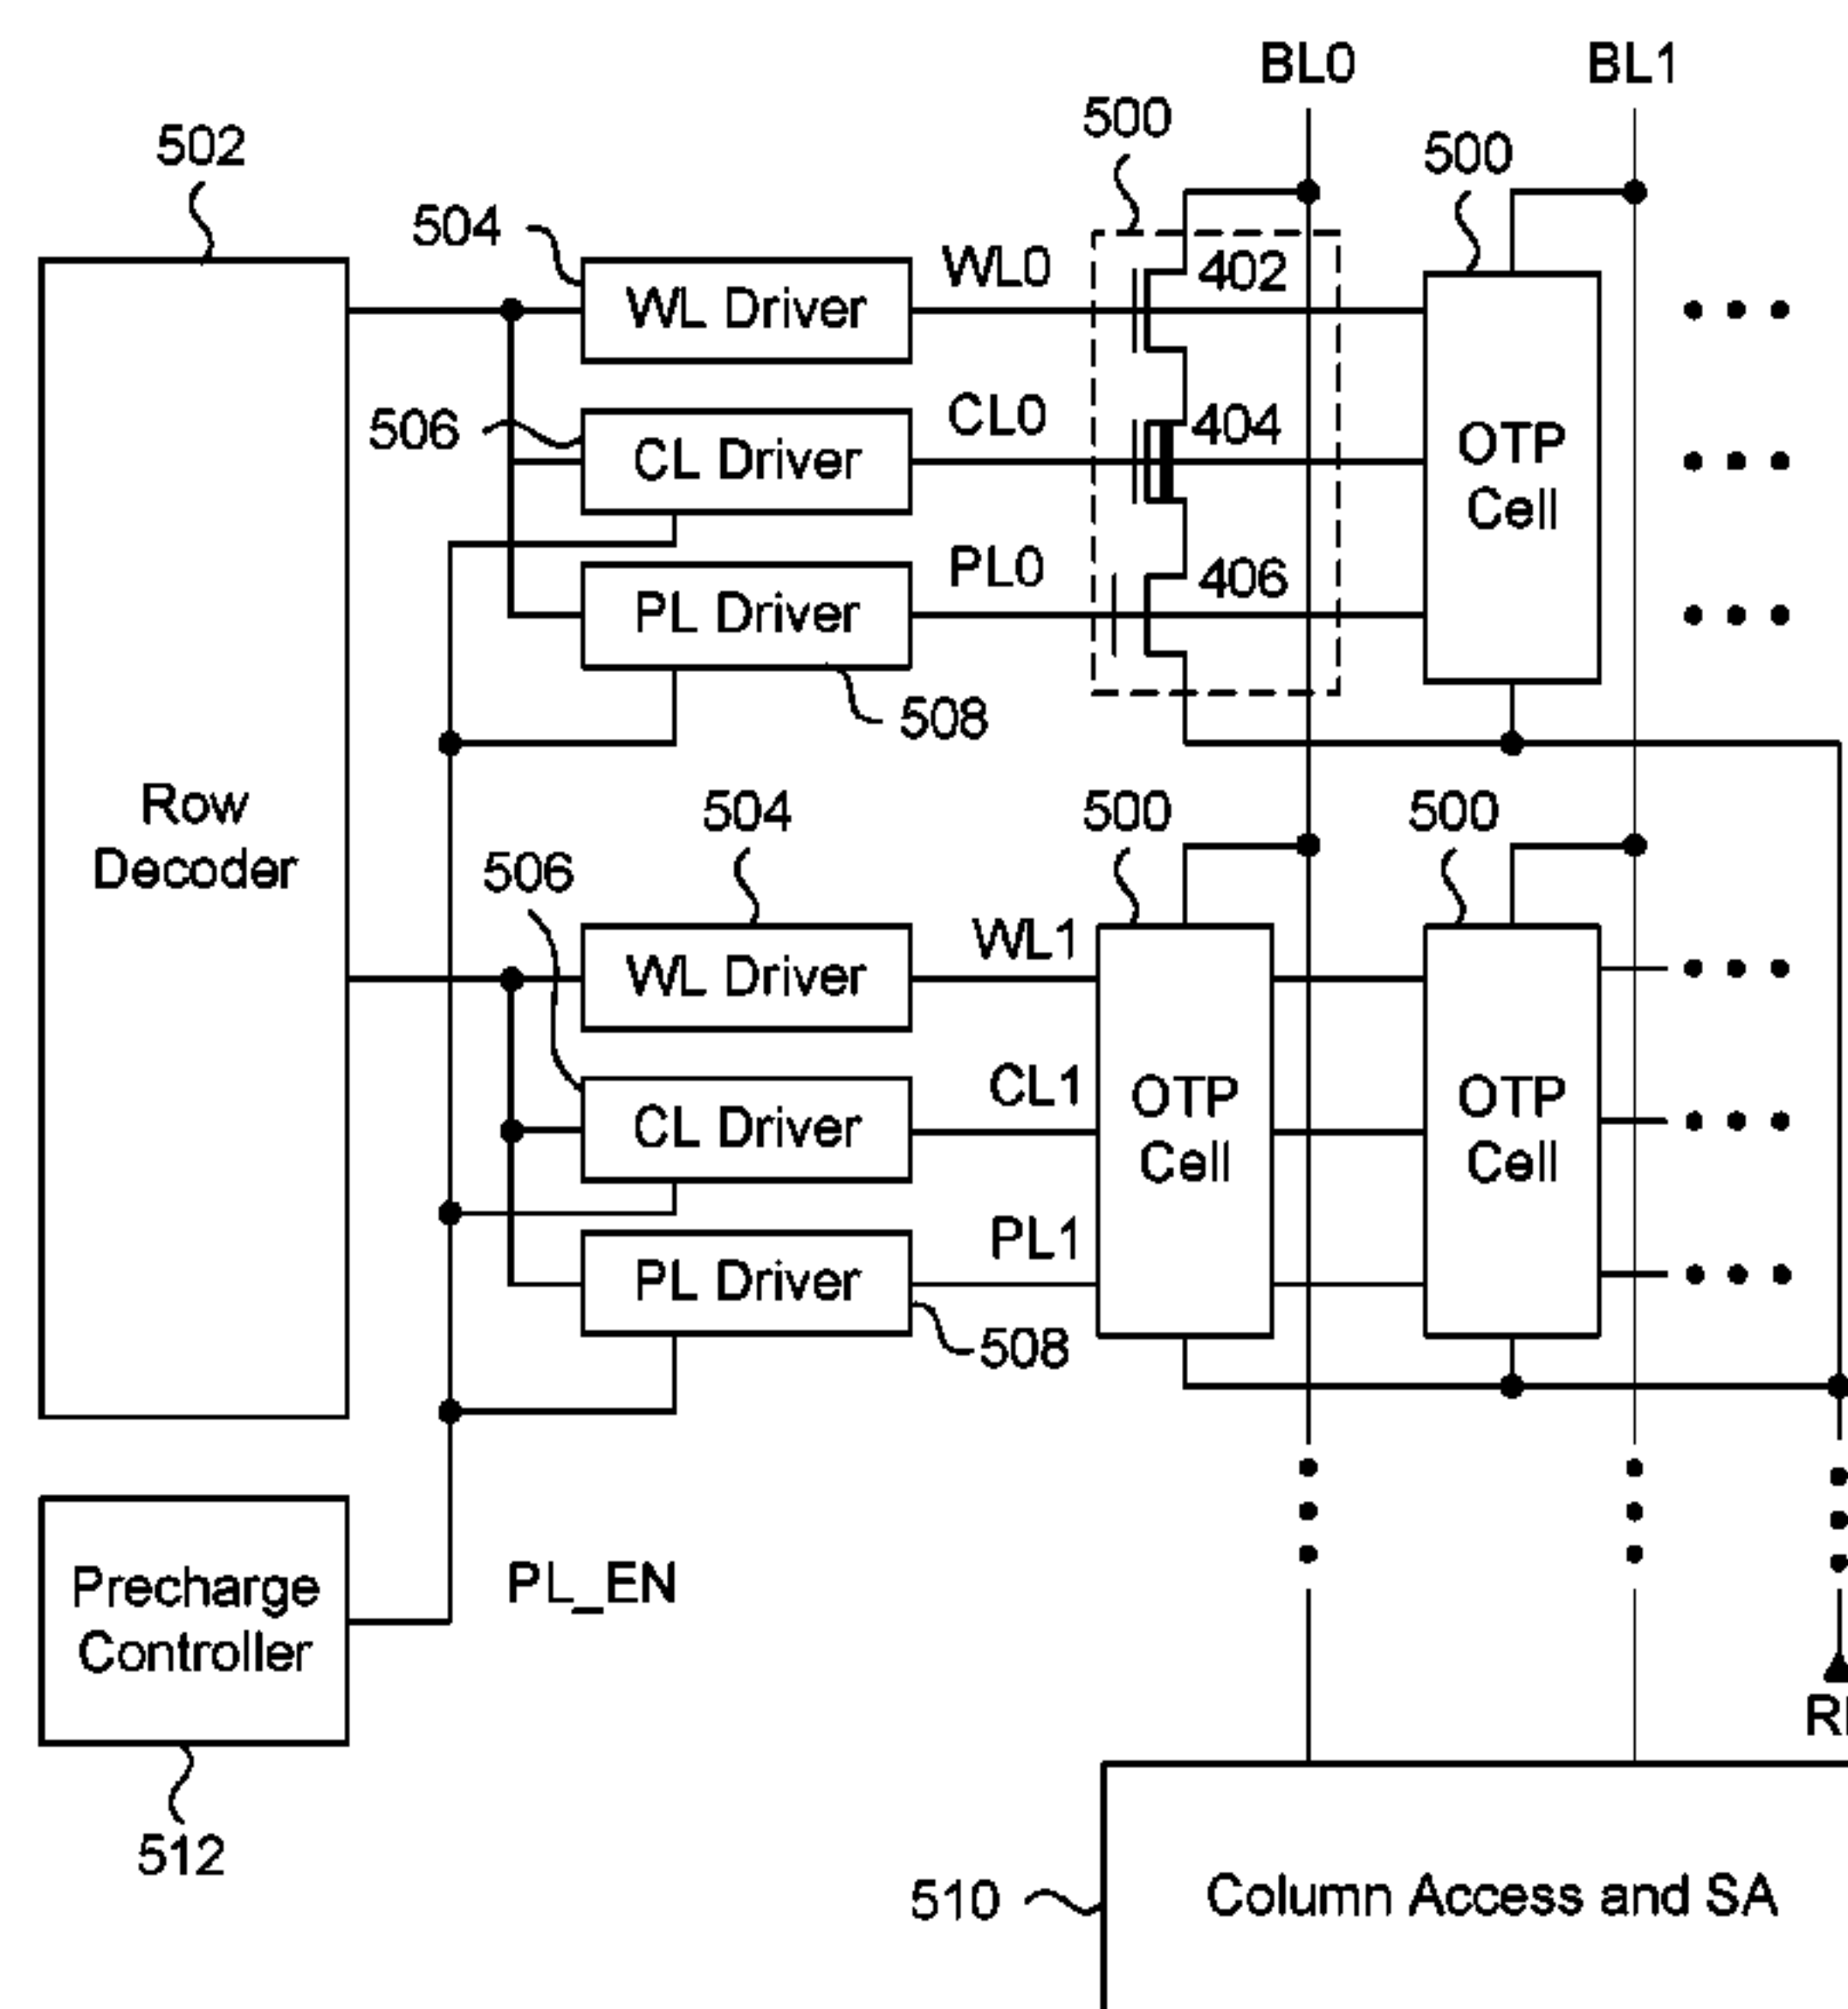 BL0
BL1
500
502
500
504
WL0
402
WL Driver
506
CL0
404
CL Driver
OTP
Cell
PL0
406
PL Driver
508
Row
Decoder
504
500
500
506
WL1
WL Driver
CL1
OTP
Cell
OTP
Cell
CL Driver
PL1
PL Driver
508
Precharge
Controller
PL_EN
512
510
Column Access and SA